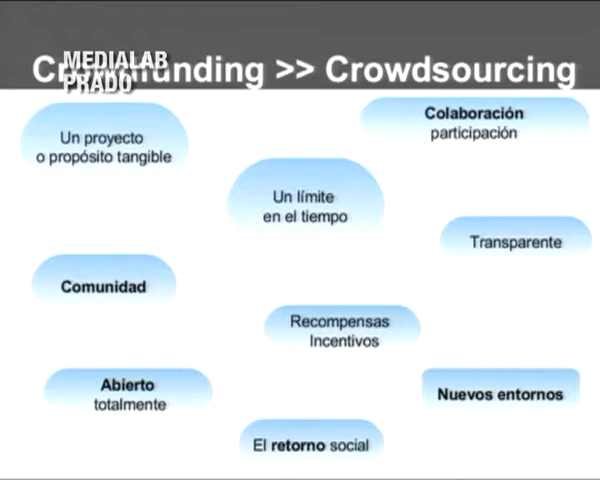 MEDIALAB
PRADO
Crowdfunding >> Crowdsourcing
Un proyecto
o propósito tangible
Colaboración
participación
Un límite
en el tiempo
Transparente
Comunidad
Recompensas
Incentivos
Abierto
totalmente
Nuevos entornos
El retorno social